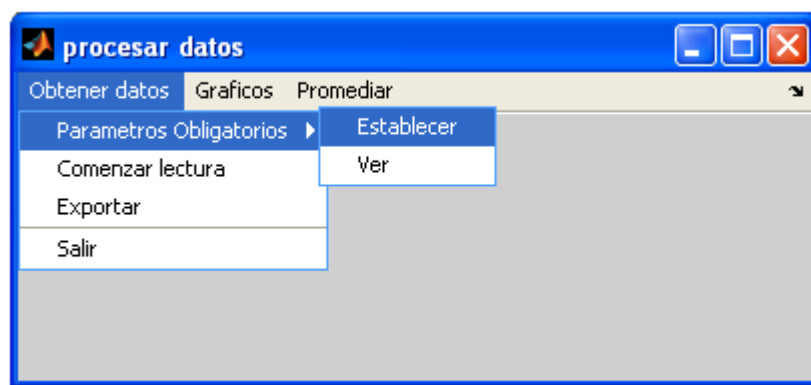 procesar datos
Obtener datos Graficos Promediar
Parametros Obligatorios Establecer
Comenzar lectura Ver
Exportar
Salir